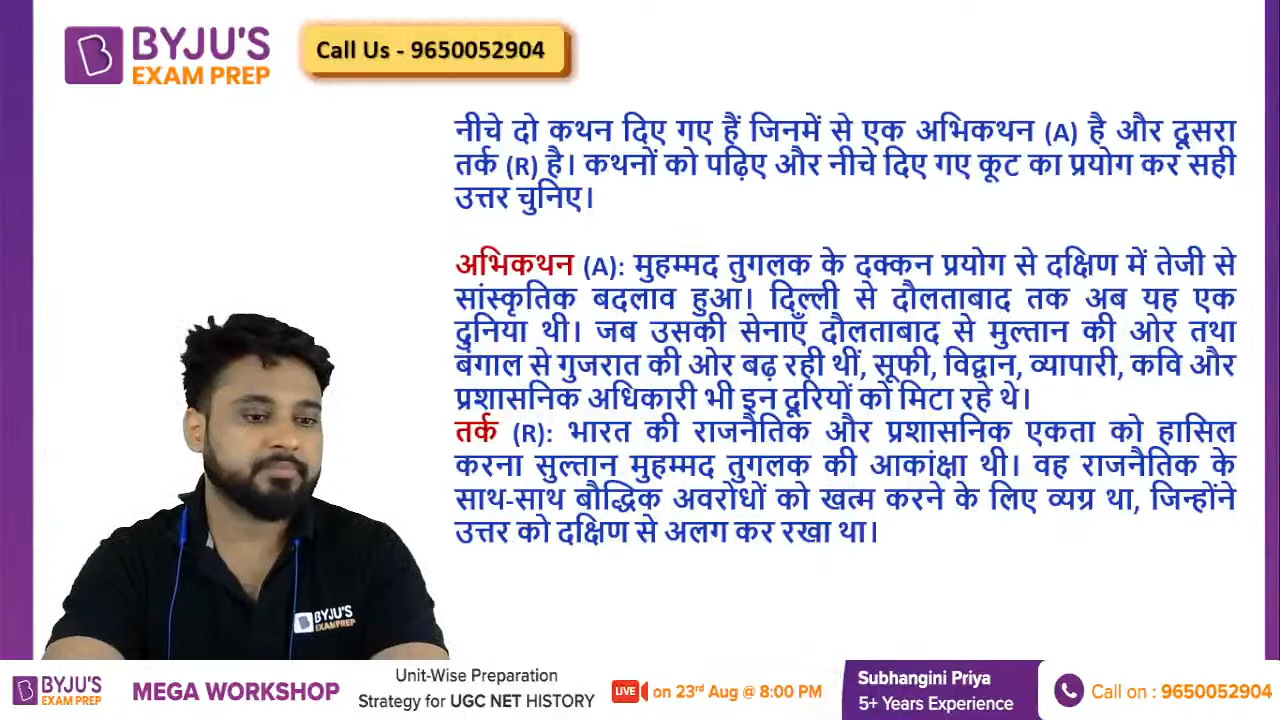 BYJU'S
EXAM PREP
Call Us - 9650052904
नीचे दो कथन दिए गए हैं जिनमें से एक अभिकथन (A) है और दूसरा
तर्क (R) है। कथनों को पढ़िए और नीचे दिए गए कूट का प्रयोग कर सही
उत्तर चुनिए।
अभिकथन (A): मुहम्मद तुगलक के दक्कन प्रयोग से दक्षिण में तेजी से
सांस्कृतिक बदलाव हुआ। दिल्ली से दौलताबाद तक अब यह एक
दुनिया थी। जब उसकी सेनाएँ दौलताबाद से मुल्तान की ओर तथा
बंगाल से गुजरात की ओर बढ़ रही थीं, सूफी, विद्वान, व्यापारी, कवि और
प्रशासनिक अधिकारी भी इन दूरियों को मिटा रहे थे।
तर्क (R): भारत की राजनैतिक और प्रशासनिक एकता को हासिल
करना सुल्तान मुहम्मद तुगलक की आकांक्षा थी। वह राजनैतिक के
साथ-साथ बौद्धिक अवरोधों को खत्म करने के लिए व्यग्र था, जिन्होंने
उत्तर को दक्षिण से अलग कर रखा था।
BYJU'S
EXAM PREP
BYJU'S
EXAM PREP
MEGA WORKSHOP
Unit-Wise Preparation
Strategy for UGC NET HISTORY
LIVE on 23rd Aug @ 8:00 PM
Subhangini Priya
5+ Years Experience
Call on : 9650052904